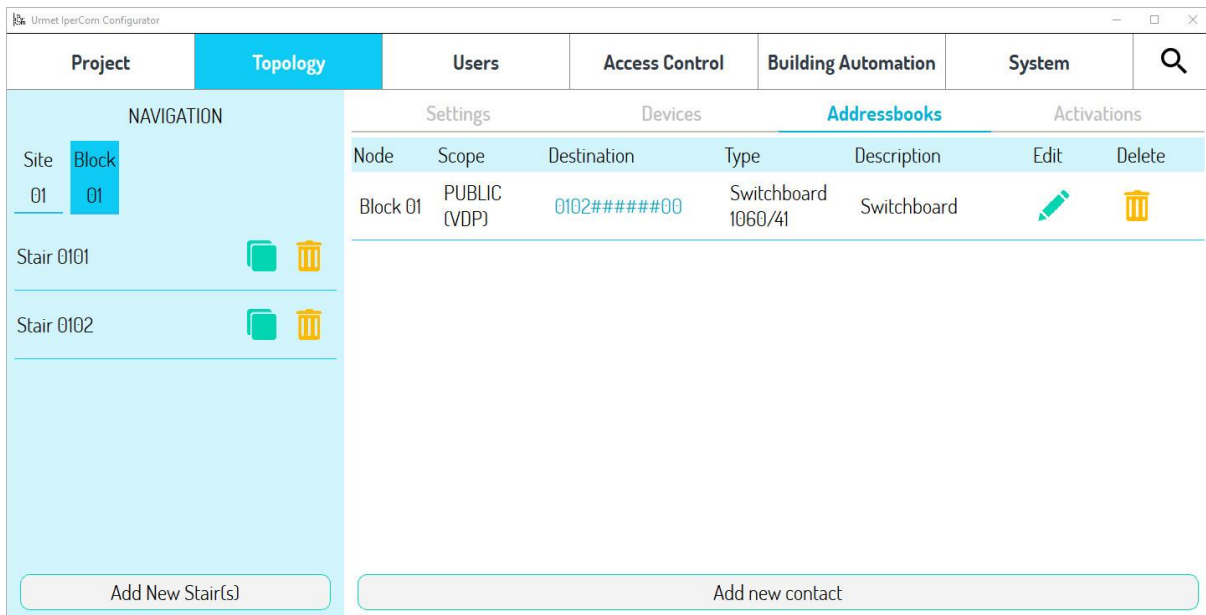 Urmet IperCom Configurator
Project Topology Users Access Control Building Automation System
NAVIGATION
Site Block
01 01
Stair 0101
Stair 0102
Add New Stair(s)
Settings Devices Addressbooks Activations
Node Scope Destination Type Description Edit Delete
Block 01 PUBLIC (VDP) 0102######00 Switchboard 1060/41 Switchboard
Add new contact